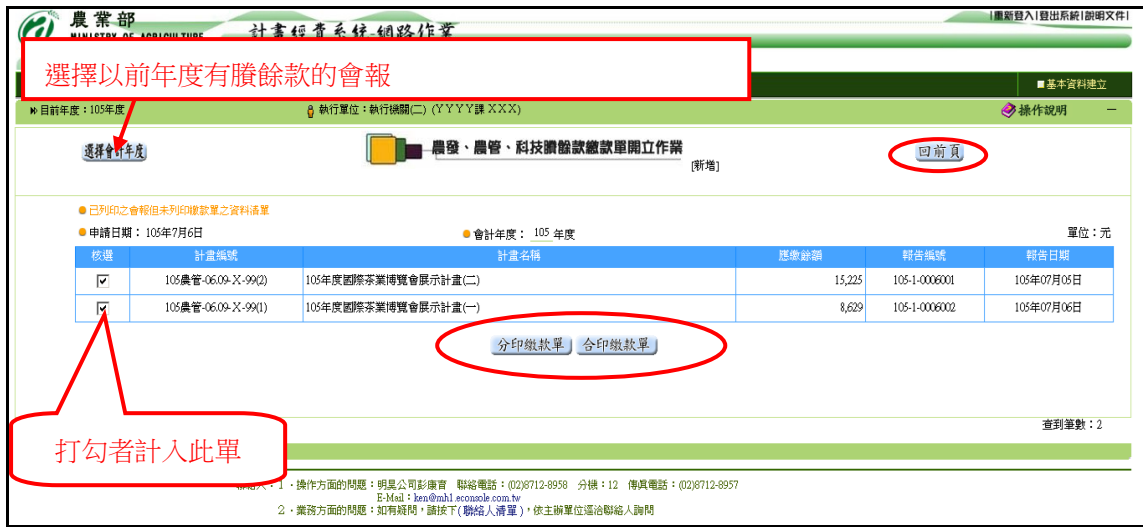 |重新登入|登出系統|說明文件|
農業部
MINISTRY OF AGRICULTURE
計畫經費系統-網路作業
選擇以前年度有賸餘款的會報
■基本資料建立
目前年度:105年度
執行單位:執行機關(二) (YYYY課XXX)
操作說明
選擇會計年度
農發、農管、科技賸餘款繳款單開立作業
[新增]
回前頁
已列印之會報但未列印繳款單之資料清單
申請日期: 105年7月6日
會計年度: 105 年度
單位:元
核選 計畫編號 計畫名稱 應繳餘額 報告編號 報告日期
105農管-06.09-X-99(2) 105年度國際茶業博覽會展示計畫(二) 15,225 105-1-0006001 105年07月05日
105農管-06.09-X-99(1) 105年度國際茶業博覽會展示計畫(一) 8,629 105-1-0006002 105年07月06日
分印繳款單 合印繳款單
查到筆數:2
打勾者計入此單
聯絡人:1.操作方面的問題:明昊公司彭康育 聯絡電話:(02)8712-8958 分機:12 傳真電話:(02)8712-8957
E-Mail:ken@mh1.econsole.com.tw
2.業務方面的問題:如有疑問,請按下(聯絡人清單),依主辦單位逕洽聯絡人詢問